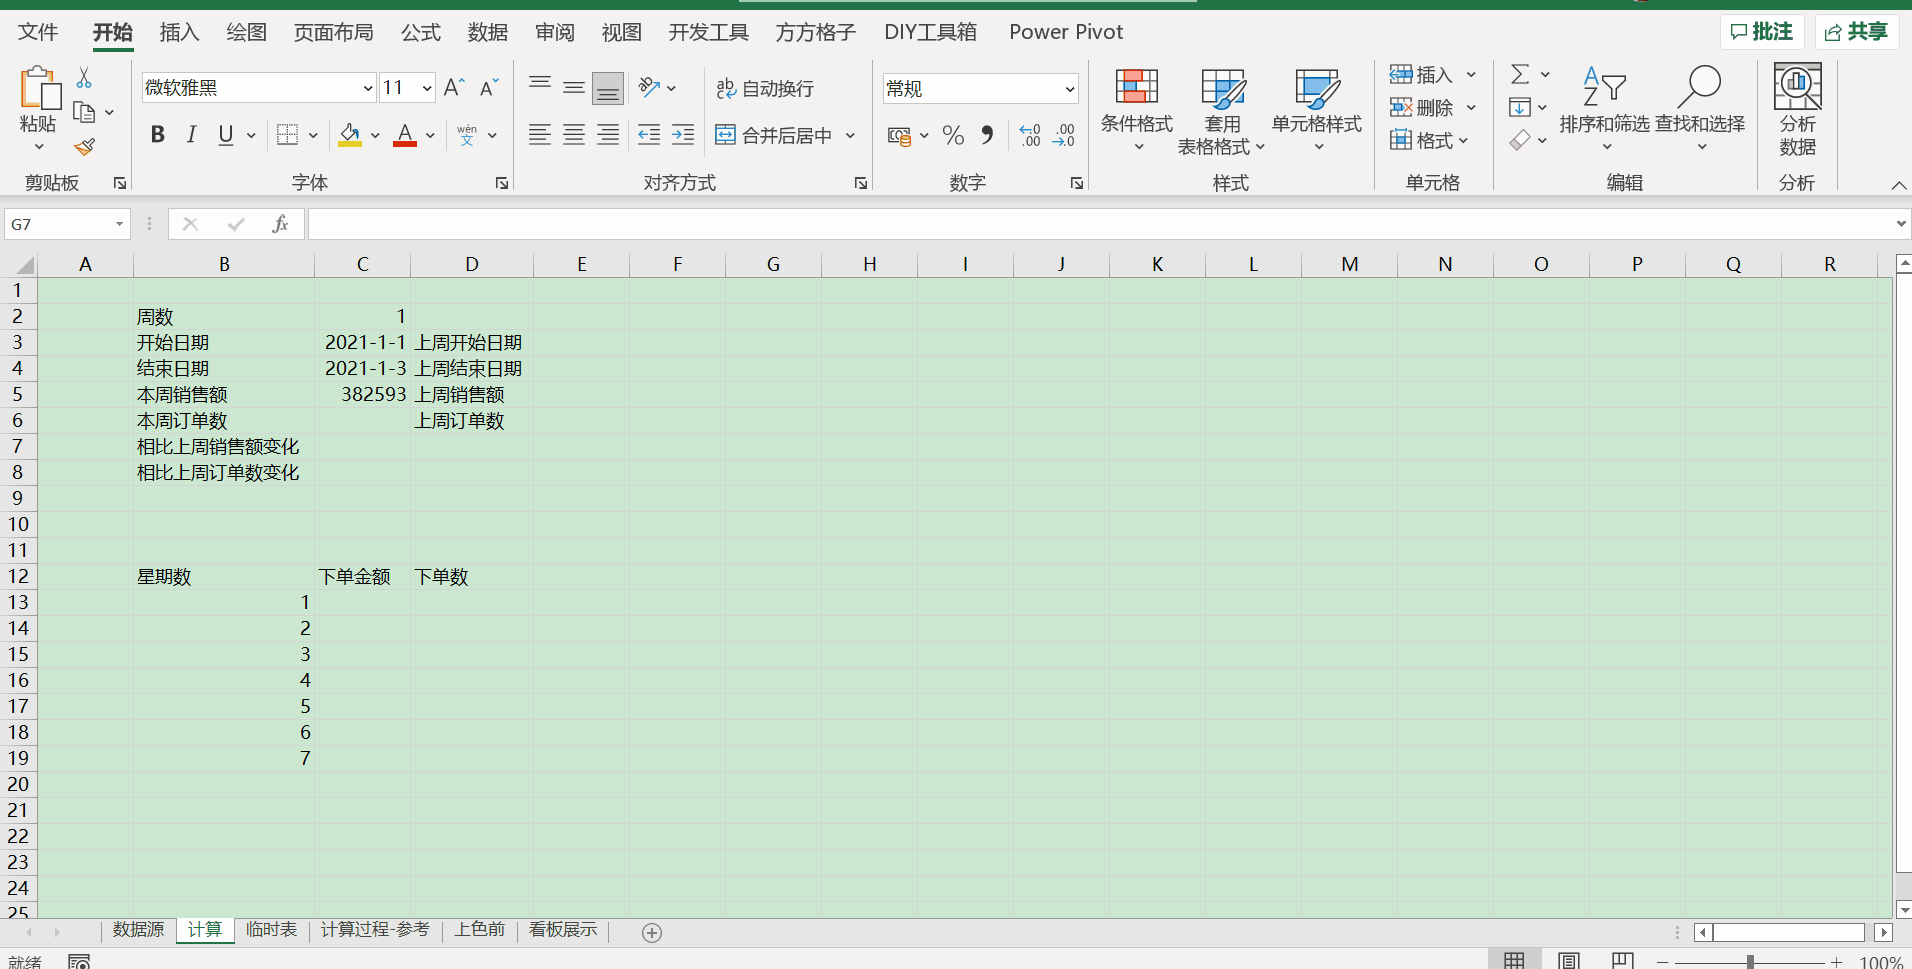 文件 开始 插入 绘图 页面布局 公式 数据 审阅 视图 开发工具 方方格子 DIY工具箱 Power Pivot 批注 共享
微软雅黑 11 A A 自动换行 常规 插入
粘贴 条件格式 套用 单元格样式 删除 排序和筛选 查找和选择 分析
B I U A wén 文 合并后居中 % 表格格式 格式 数据
剪贴板 字体 对齐方式 数字 样式 单元格 编辑 分析
G7 fx
A B C D E F G H I J K L M N O P Q R
1
2 周数 1
3 开始日期 2021-1-1 上周开始日期
4 结束日期 2021-1-3 上周结束日期
5 本周销售额 382593 上周销售额
6 本周订单数 上周订单数
7 相比上周销售额变化
8 相比上周订单数变化
9
10
11
12 星期数 下单金额 下单数
13 1
14 2
15 3
16 4
17 5
18 6
19 7
20
21
22
23
24
25
数据源 计算 临时表 计算过程-参考 上色前 看板展示
就绪 100%